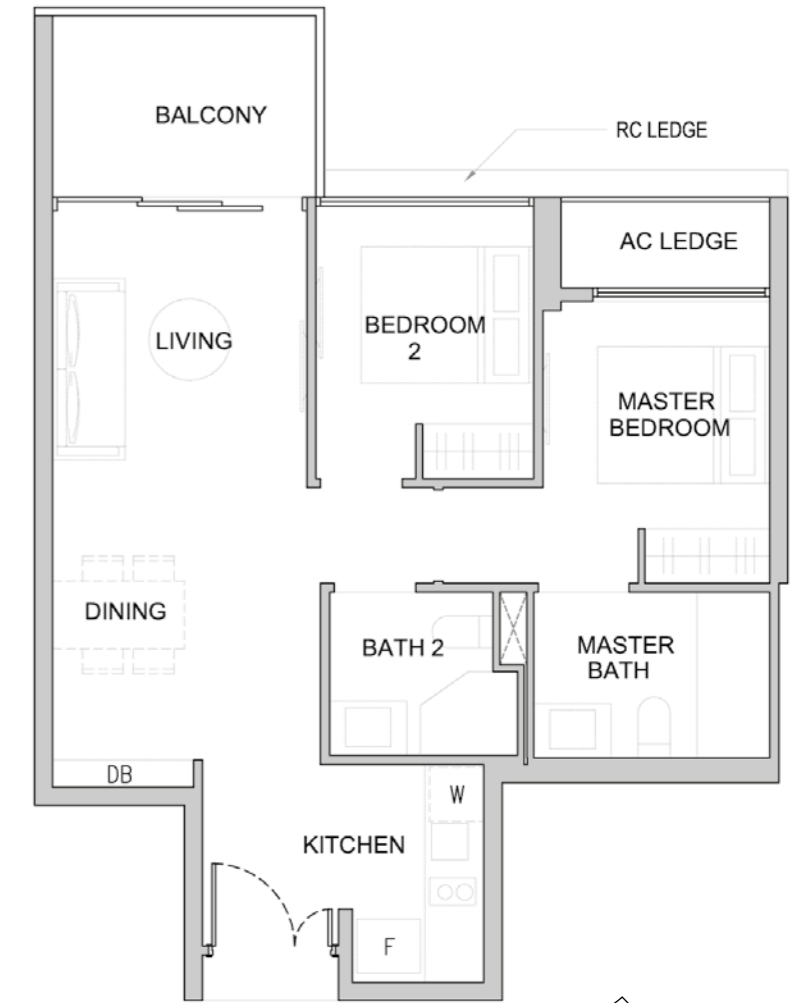 BALCONY
RC LEDGE
AC LEDGE
LIVING
BEDROOM
2
MASTER
BEDROOM
DINING
BATH 2
MASTER
BATH
DB
W
KITCHEN
F